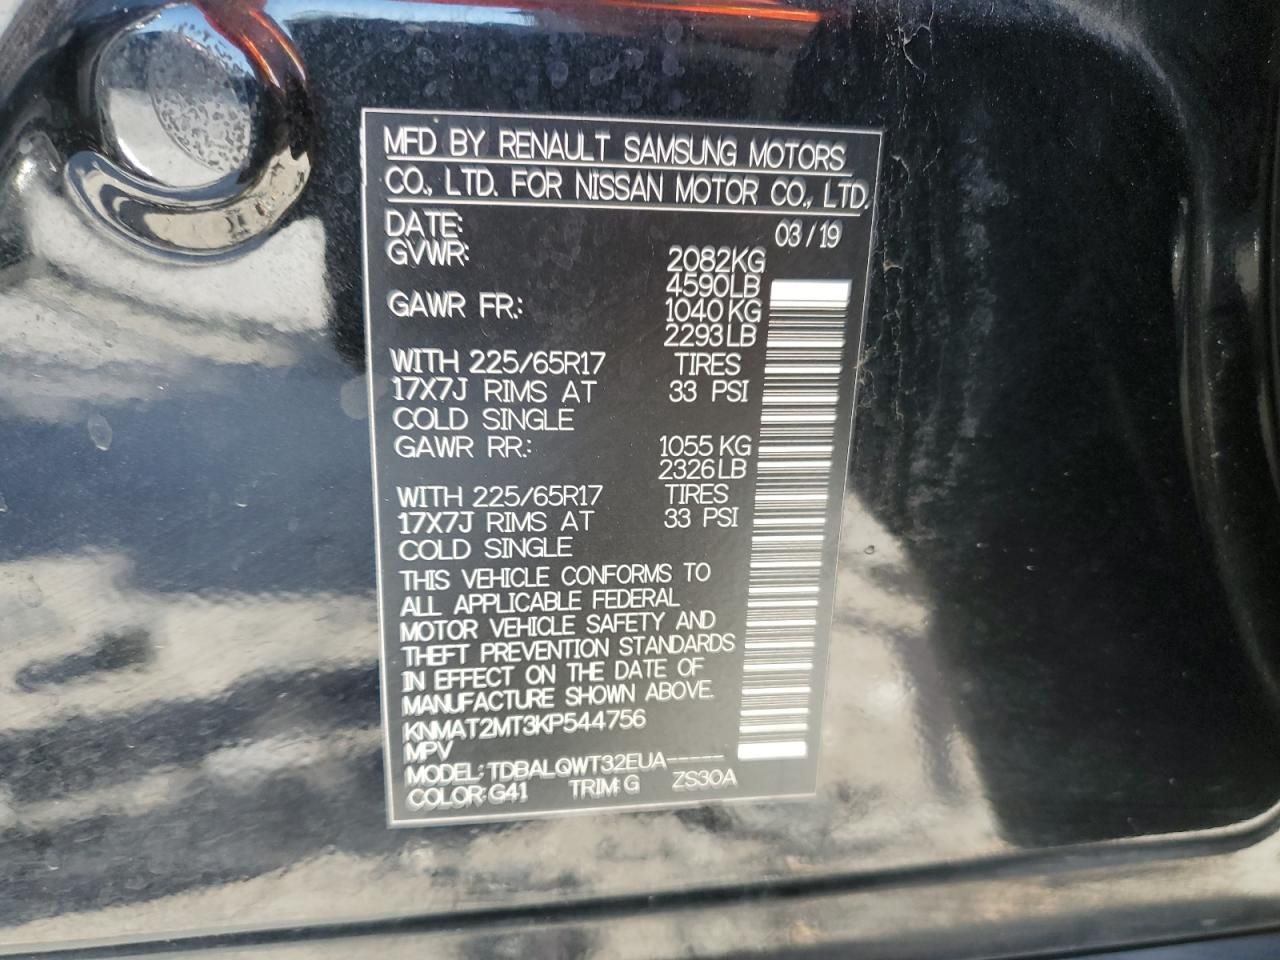 MFD BY RENAULT SAMSUNG MOTORS
CO., LTD. FOR NISSAN MOTOR CO., LTD.
DATE: 03/19
GVWR: 2082KG
4590LB
GAWR FR.: 1040KG
2293LB
WITH 225/65R17 TIRES
17X7J RIMS AT 33 PSI
COLD SINGLE
GAWR RR.: 1055KG
2326LB
WITH 225/65R17 TIRES
17X7J RIMS AT 33 PSI
COLD SINGLE
THIS VEHICLE CONFORMS TO
ALL APPLICABLE FEDERAL
MOTOR VEHICLE SAFETY AND
THEFT PREVENTION STANDARDS
IN EFFECT ON THE DATE OF
MANUFACTURE SHOWN ABOVE.
KNMAT2MT3KP544756
MPV
MODEL: TDBALQWT32EUA-----
COLOR: G41 TRIM: G ZS30A